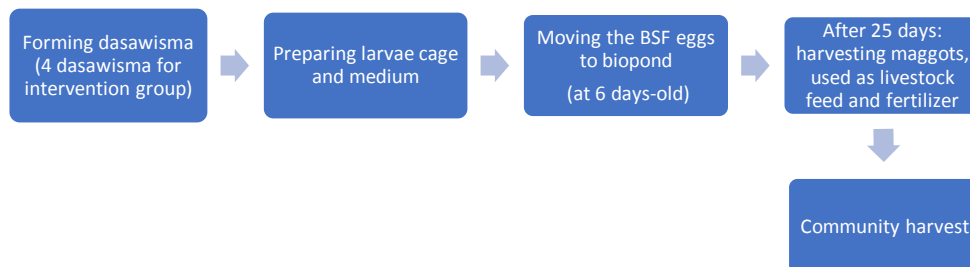 Forming dasawisma
(4 dasawisma for
intervention group)
Preparing larvae cage
and medium
Moving the BSF eggs
to biopond
(at 6 days-old)
After 25 days:
harvesting maggots,
used as livestock
feed and fertilizer
Community harvest